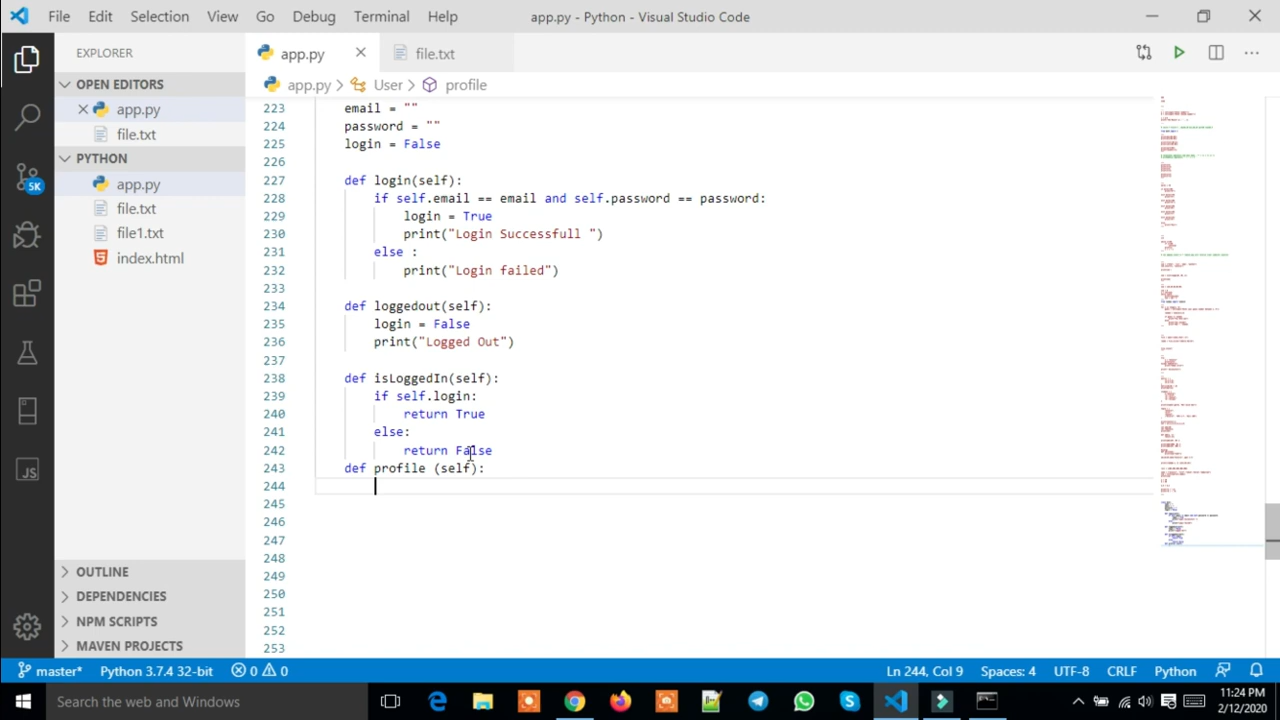 File Edit Selection View Go Debug Terminal Help app.py - Python - Visual Studio Code
EXPLORER
app.py
file.txt
OPEN EDITORS
app.py > User > profile
app.py
file.txt
PYTHON
app.py
file.txt
file1.txt
index.html
5K
223 email = ""
224 password = ""
225 login = False
226
227 def login(self):
228 if self.email == email and self.password == password:
229 login = True
230 print("Login Successfull ")
231 else :
232 print("Login failed")
233
234 def loggedout(self):
235 login = False
236 print("Logged Out")
237
238 def isLoggedIn(self):
239 if self.login:
240 return True
241 else:
242 return False
243 def profile (self):
244
245
246
247
248
249
250
251
252
253
OUTLINE
DEPENDENCIES
NPM SCRIPTS
MAVEN PROJECTS
master* Python 3.7.4 32-bit 0 0 Ln 244, Col 9 Spaces: 4 UTF-8 CRLF Python
Search the web and Windows
11:24 PM
2/12/2020